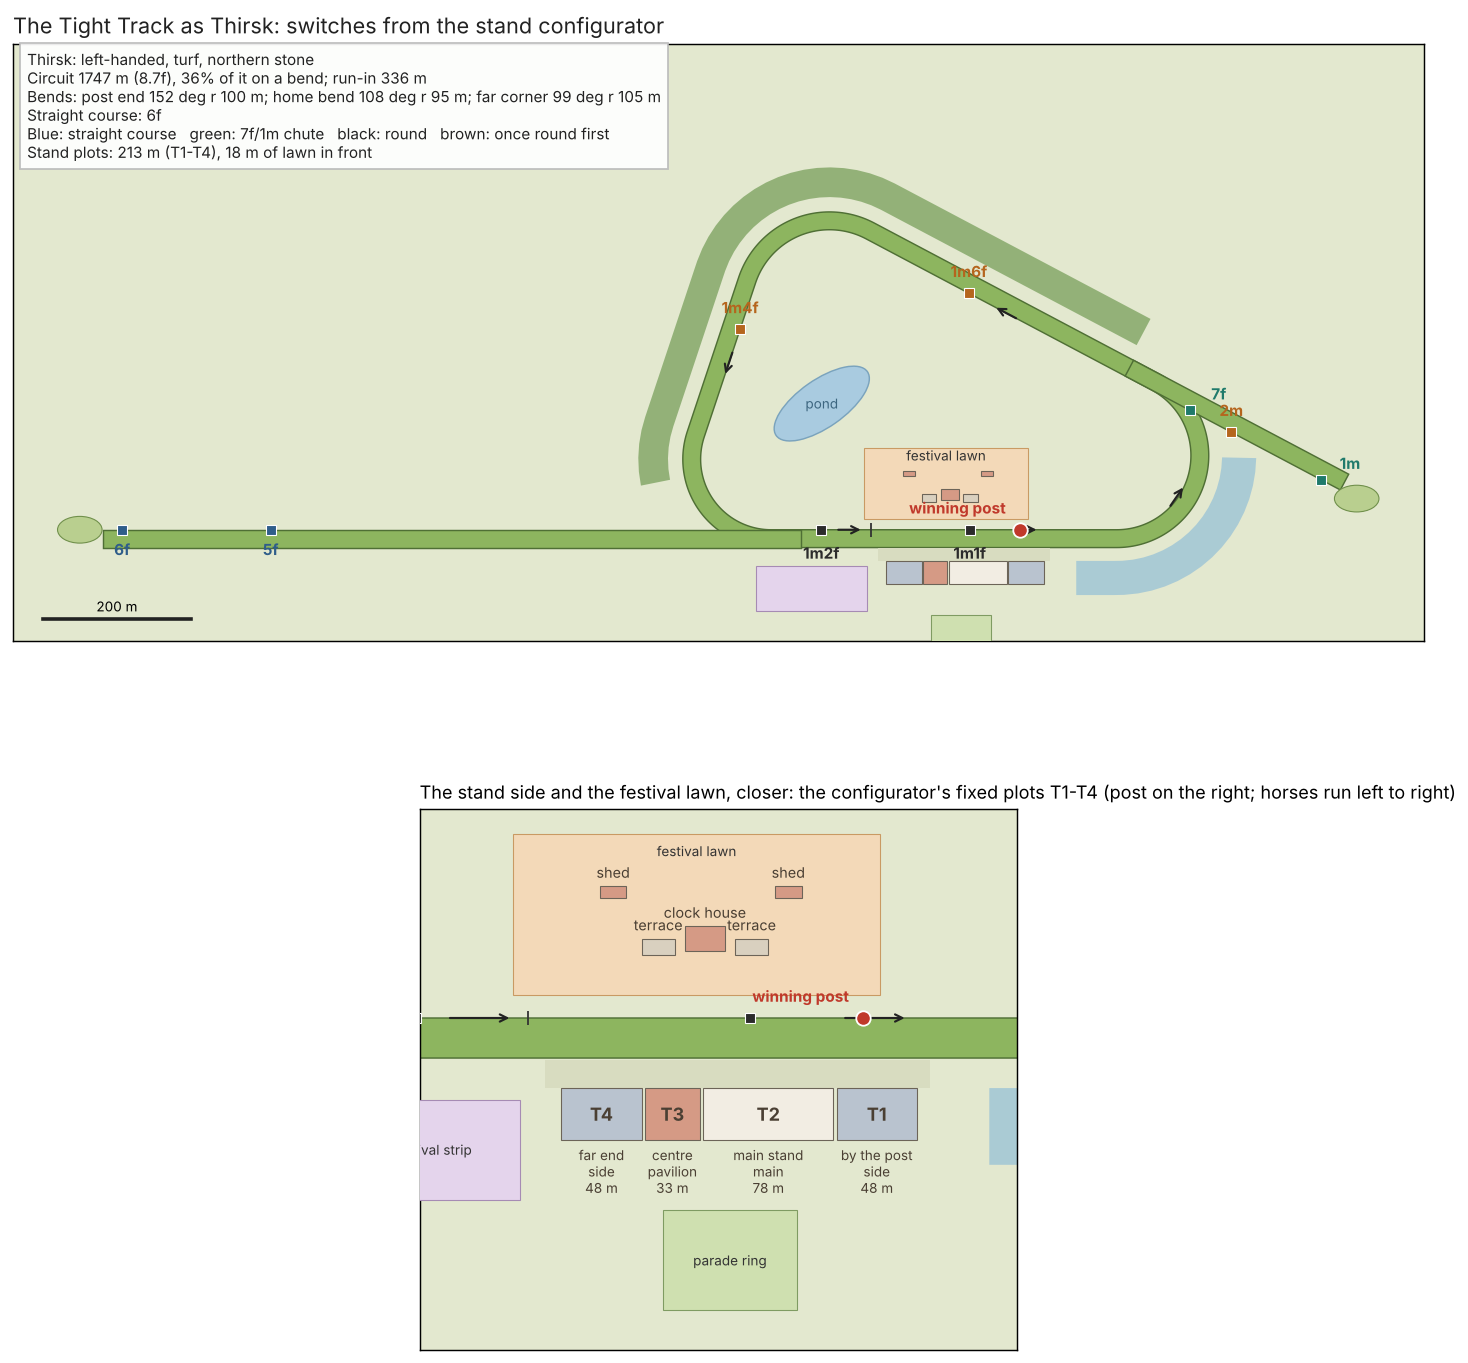 The Tight Track as Thirsk: switches from the stand configurator
Thirsk: left-handed, turf, northern stone
Circuit 1747 m (8.7f), 36% of it on a bend; run-in 336 m
Bends: post end 152 deg r 100 m; home bend 108 deg r 95 m; far corner 99 deg r 105 m
Straight course: 6f
Blue: straight course green: 7f/1m chute black: round brown: once round first
Stand plots: 213 m (T1-T4), 18 m of lawn in front
1m6f
1m4f
7f
2m
pond
festival lawn
1m
winning post
6f
5f
1m2f
1m1f
200 m
The stand side and the festival lawn, closer: the configurator's fixed plots T1-T4 (post on the right; horses run left to right)
festival lawn
shed
shed
clock house
terrace
terrace
winning post
T4
T3
T2
T1
val strip
far end
side
48 m
centre
pavilion
33 m
main stand
main
78 m
by the post
side
48 m
parade ring